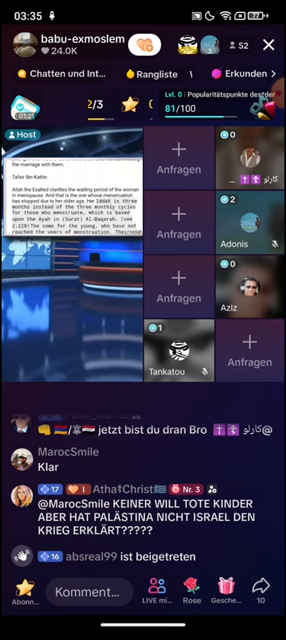 03:35
77
babu-exmoslem
24.0K
52
Chatten und Int...
Rangliste
Erkunden >
01:21
2/3
Lvl. 0 Popularitätspunkte des
81/100
Host
the marriage with them.
Tafsir Ibn Kathir:
Allah the Exalted clarifies the waiting period of the woman
in menopause. And that is the one whose menstruation
has stopped due to her older age. Her Iddah is three
months instead of the three monthly cycles
for those who menstruate, which is based
upon the Ayah in (Surat) Al-Baqarah. [see
2:228] The same for the young, who have not
reached the years of menstruation. Their
Anfragen
0
كارلو
Anfragen
2
Adonis
Anfragen
0
Aziz
1
Tankatou
Anfragen
jetzt bist du dran Bro كارلو@
MarocSmile
Klar
17 1 Atha†Christ Nr. 3
@MarocSmile KEINER WILL TOTE KINDER
ABER HAT PALÄSTINA NICHT ISRAEL DEN
KRIEG ERKLÄRT?????
16 absreal99 ist beigetreten
Abonn...
Komment...
LIVE mi...
Rose
Gesche...
10